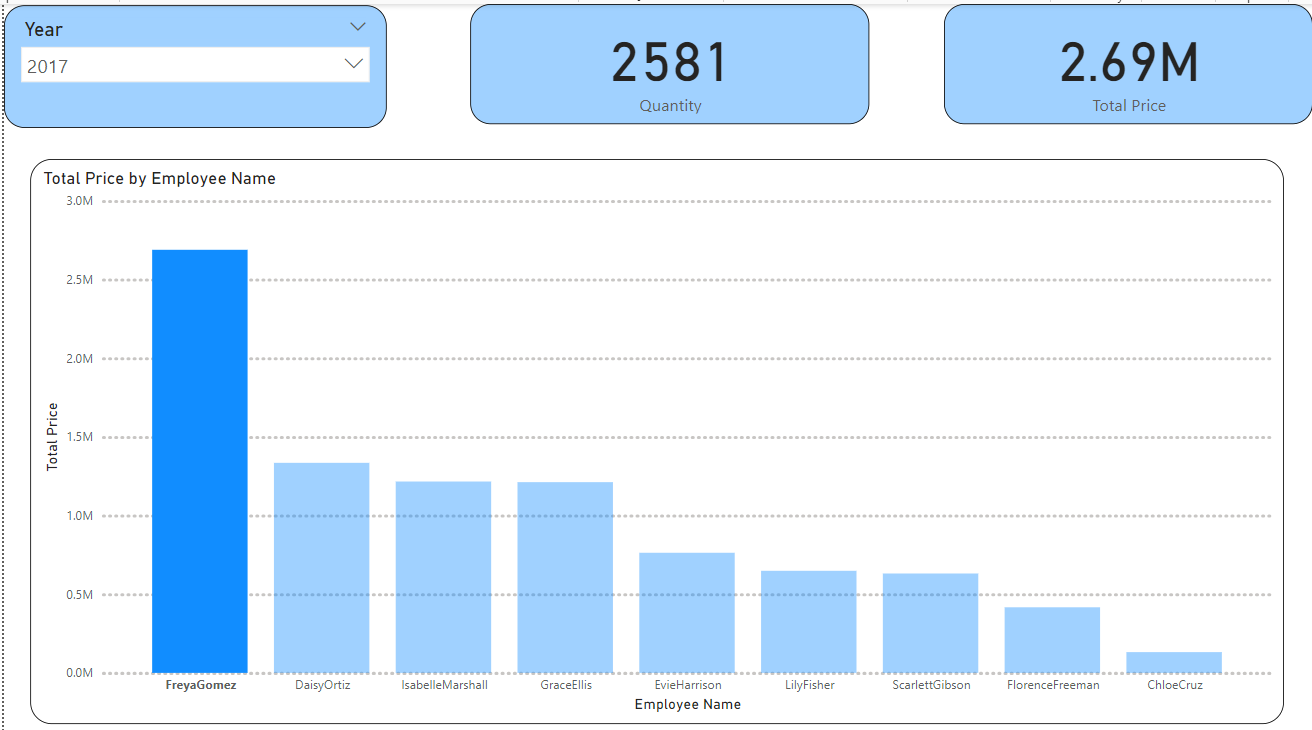 Year
2017
2581
Quantity
2.69M
Total Price
Total Price by Employee Name
3.0M
2.5M
2.0M
1.5M
1.0M
0.5M
0.0M
Total Price
FreyaGomez DaisyOrtiz IsabelleMarshall GraceEllis EvieHarrison LilyFisher ScarlettGibson FlorenceFreeman ChloeCruz
Employee Name